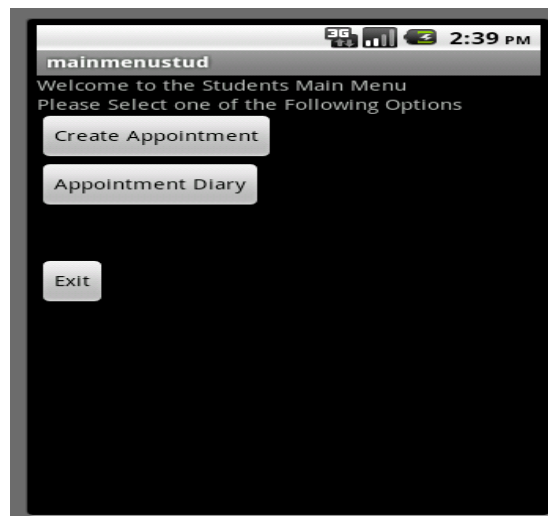 3G 2:39 PM
mainmenustud
Welcome to the Students Main Menu
Please Select one of the Following Options
Create Appointment
Appointment Diary
Exit